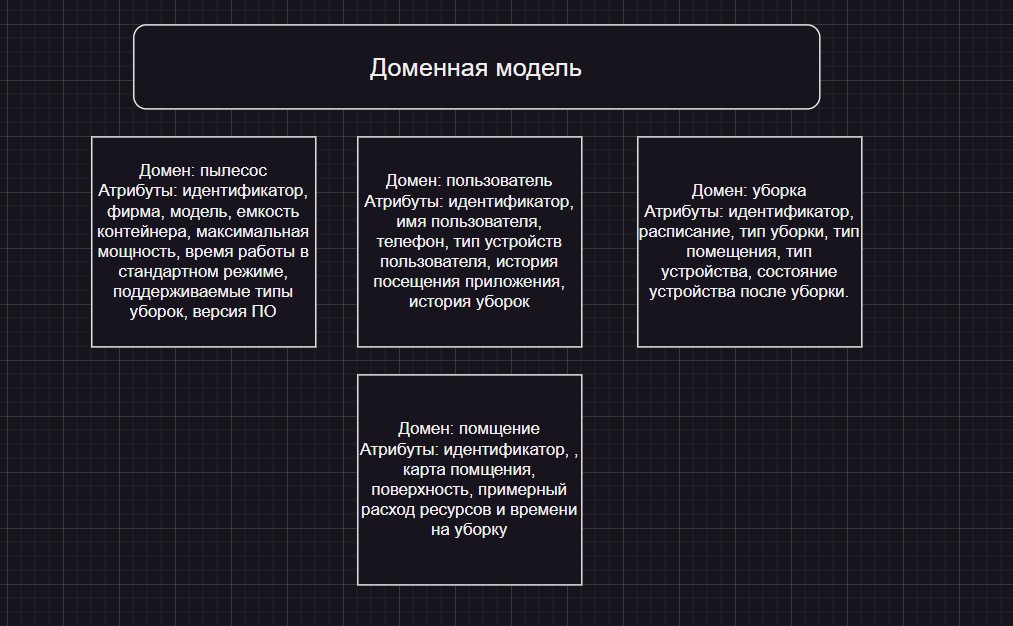 Доменная модель
Домен: пылесос
Атрибуты: идентификатор,
фирма, модель, емкость
контейнера, максимальная
мощность, время работы в
стандартном режиме,
поддерживаемые типы
уборок, версия ПО
Домен: пользователь
Атрибуты: идентификатор,
имя пользователя,
телефон, тип устройств
пользователя, история
посещения приложения,
история уборок
Домен: уборка
Атрибуты: идентификатор,
расписание, тип уборки, тип
помещения, тип
устройства, состояние
устройства после уборки.
Домен: помщение
Атрибуты: идентификатор, ,
карта помщения,
поверхность, примерный
расход ресурсов и времени
на уборку